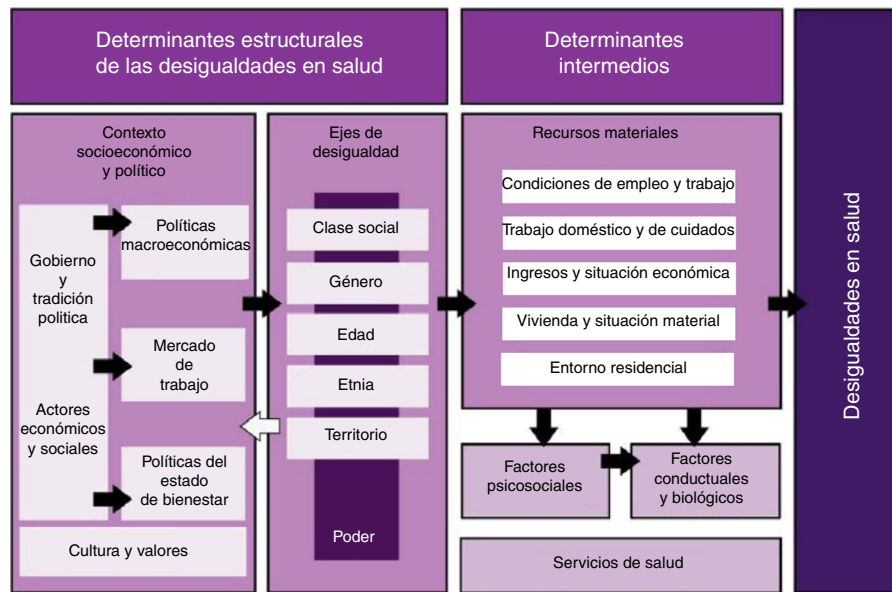 Determinantes estructurales
de las desigualdades en salud
Determinantes
intermedios
Desigualdades en salud
Contexto
socioeconómico
y político
Gobierno
y
tradición
politica
Actores
económicos
y sociales
Políticas
macroeconómicas
Mercado
de
trabajo
Políticas del
estado
de bienestar
Cultura y valores
Ejes de
desigualdad
Clase social
Género
Edad
Etnia
Territorio
Poder
Recursos materiales
Condiciones de empleo y trabajo
Trabajo doméstico y de cuidados
Ingresos y situación económica
Vivienda y situación material
Entorno residencial
Factores
psicosociales
Factores
conductuales
y biológicos
Servicios de salud